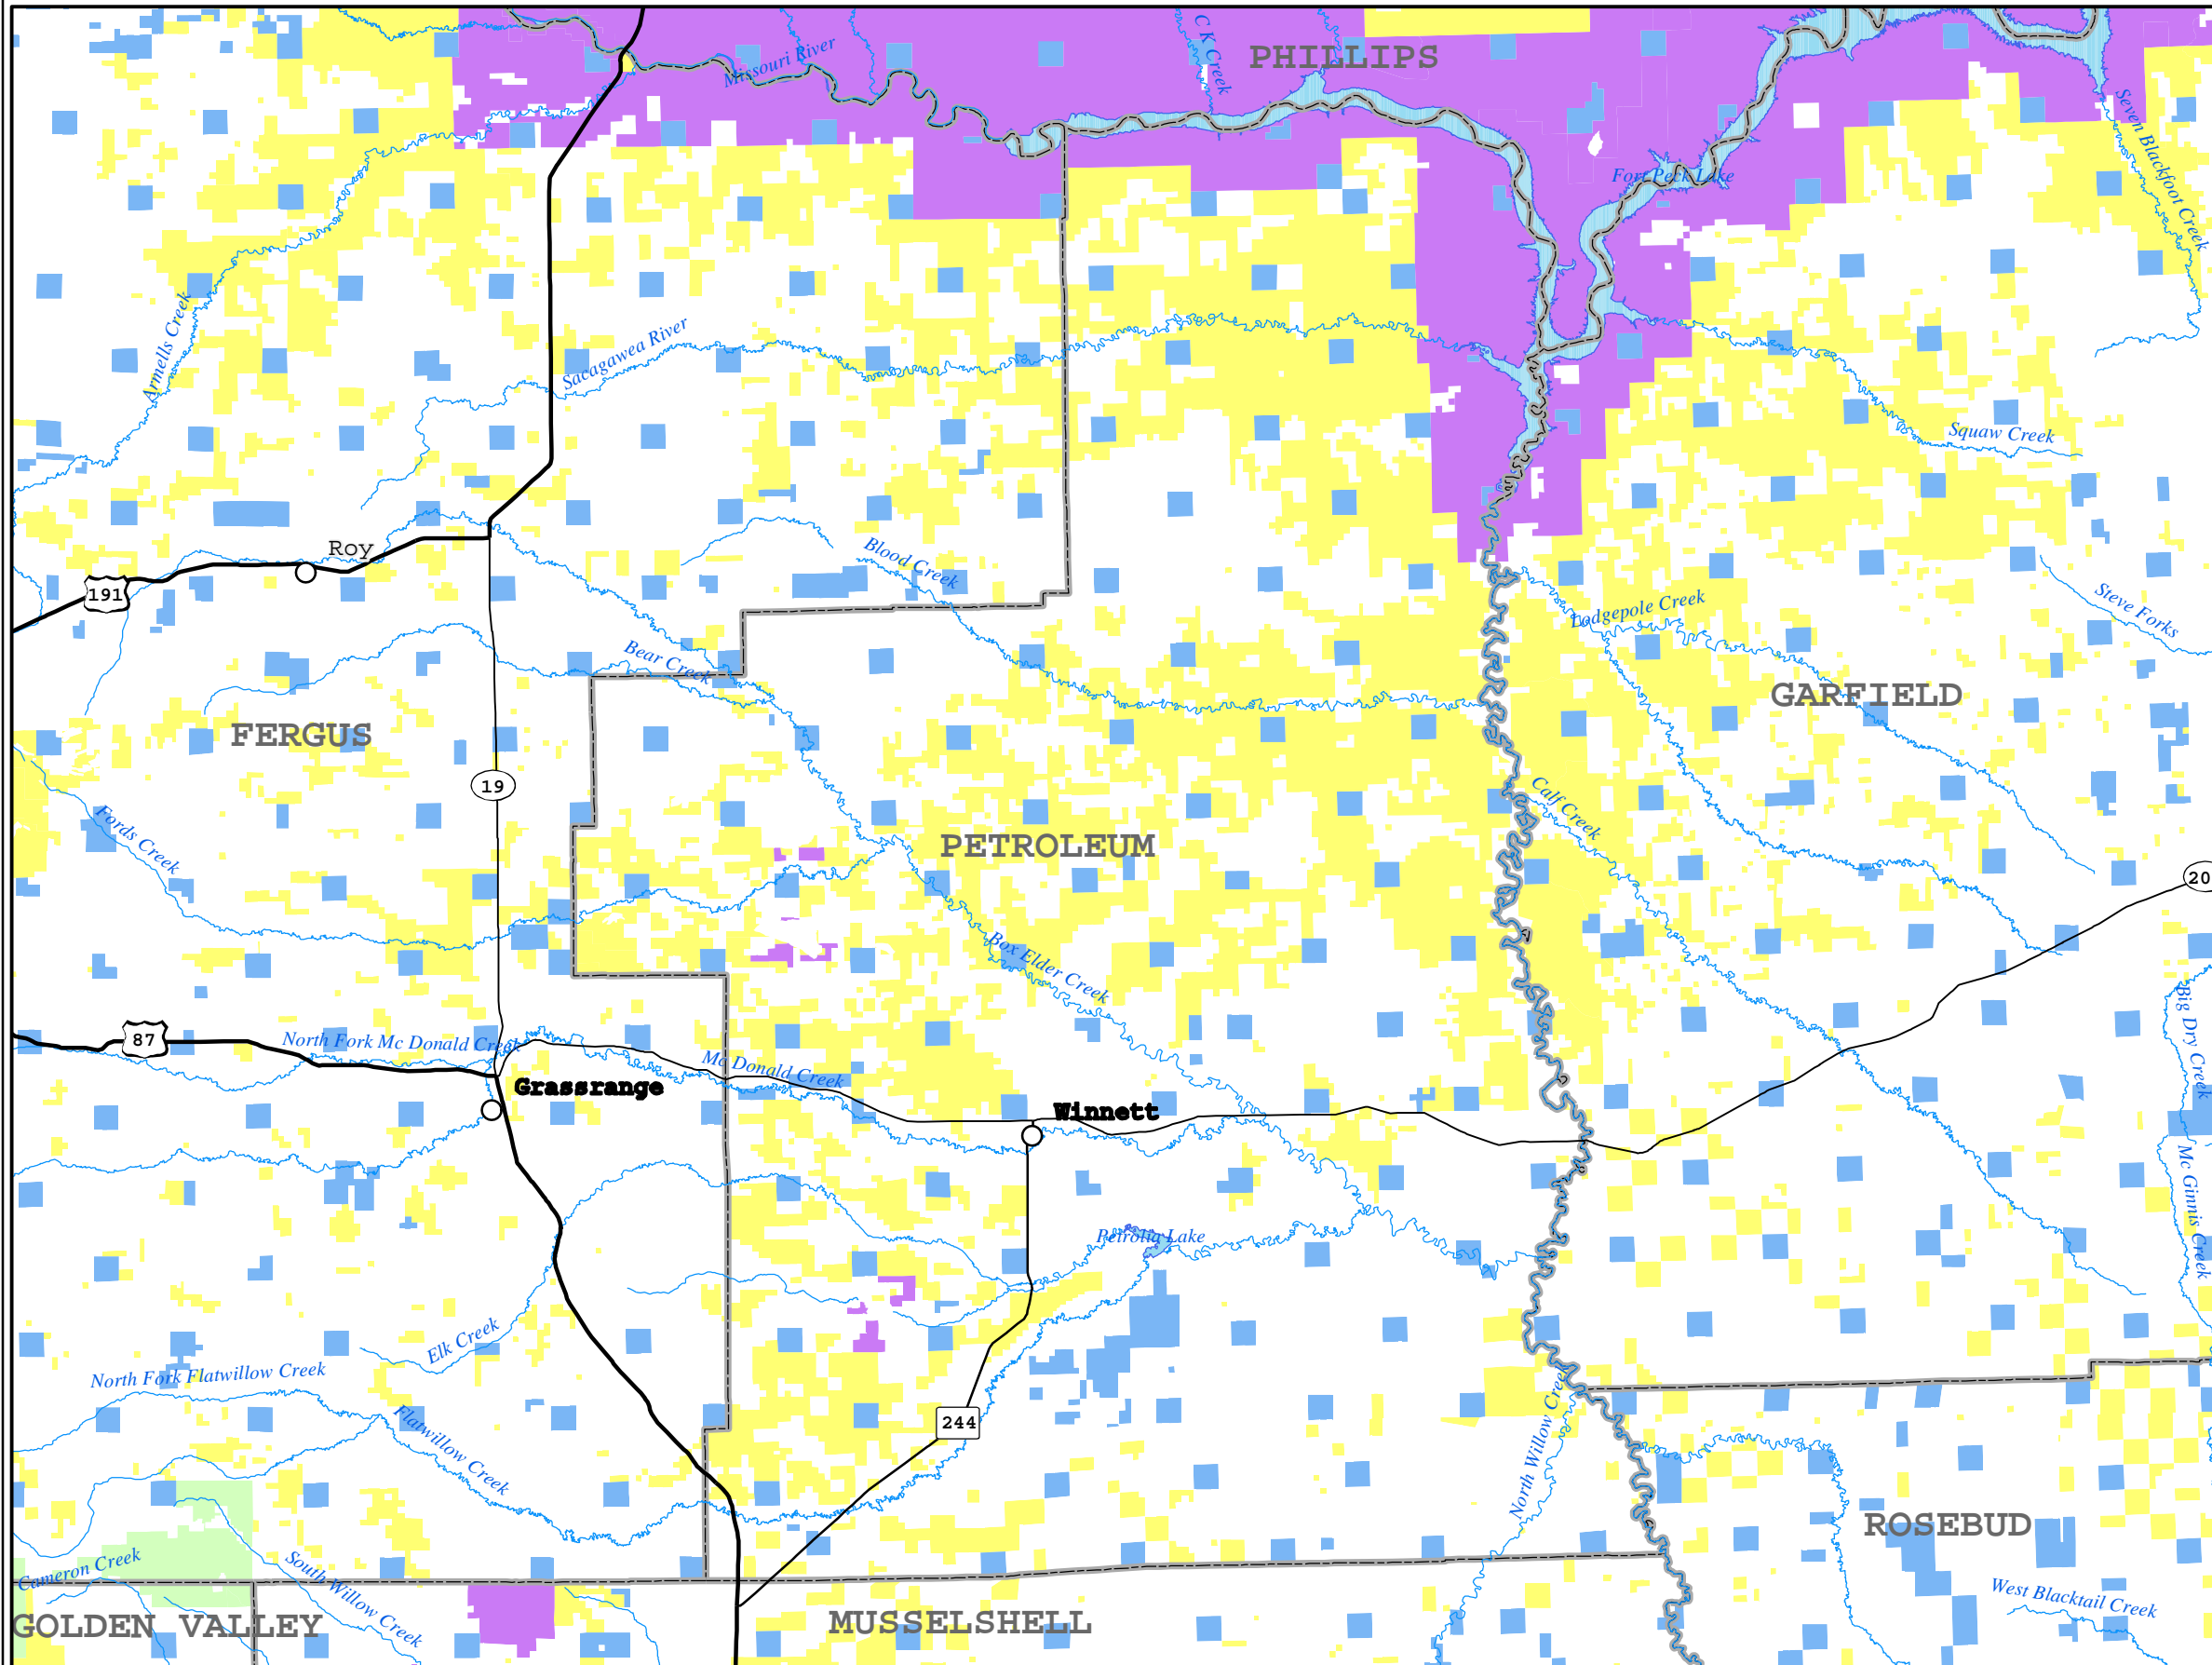 C K Creek
PHILLIPS
Missouri River
Seven Blackfoot Creek
Fort Peck Lake
Armells Creek
Sacagawea River
Squaw Creek
Roy
Blood Creek
191
Lodgepole Creek
Steve Forks
Bear Creek
GARFIELD
FERGUS
19
Calf Creek
Fords Creek
PETROLEUM
20
Box Elder Creek
Big Dry Creek
87
North Fork Mc Donald Creek
Mc Donald Creek
Grassrange
Winnett
Mc Ginnis Creek
Petrolia Lake
Elk Creek
North Fork Flatwillow Creek
Flatwillow Creek
244
North Willow Creek
ROSEBUD
Cameron Creek
South Willow Creek
West Blacktail Creek
GOLDEN VALLEY
MUSSELSHELL